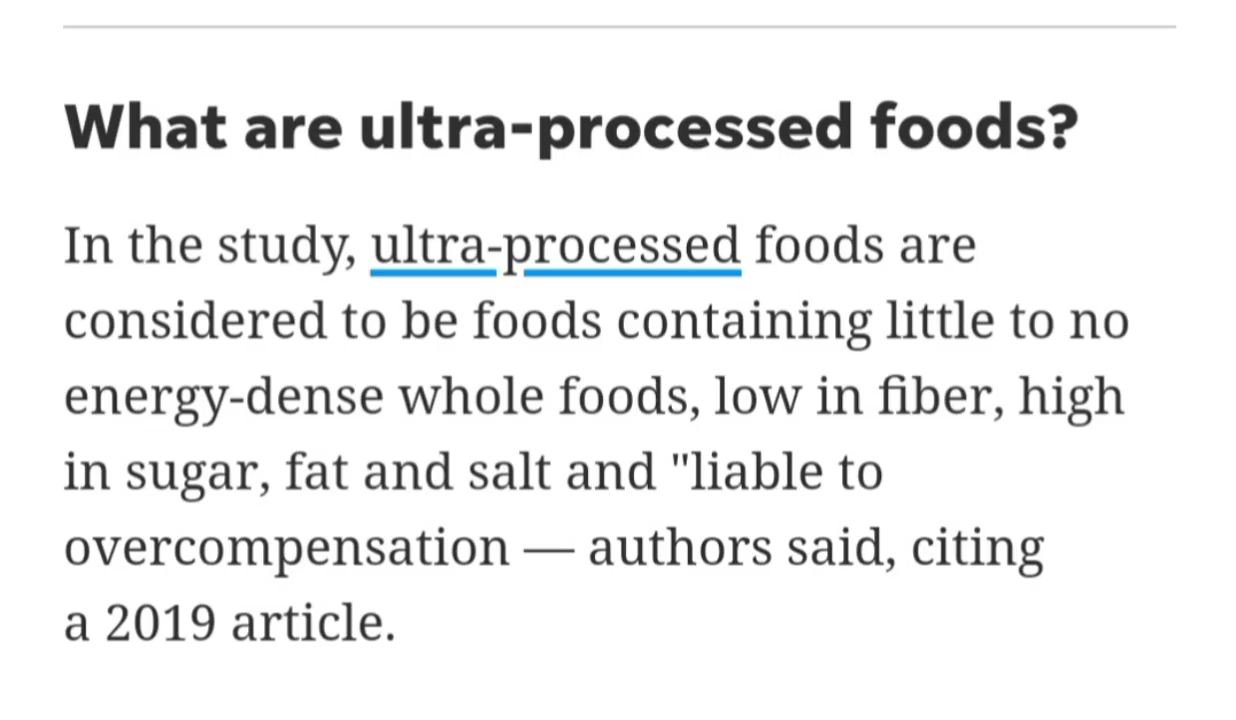 What are ultra-processed foods?
In the study, ultra-processed foods are
considered to be foods containing little to no
energy-dense whole foods, low in fiber, high
in sugar, fat and salt and "liable to
overcompensation — authors said, citing
a 2019 article.